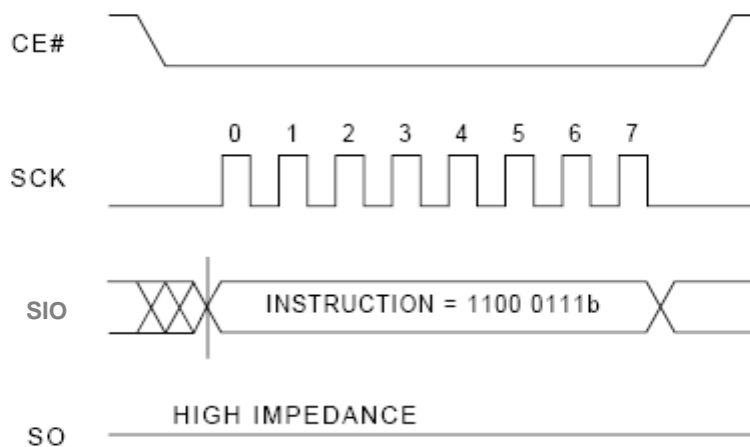 CE#
0 1 2 3 4 5 6 7
SCK
SIO
INSTRUCTION = 1100 0111b
HIGH IMPEDANCE
SO